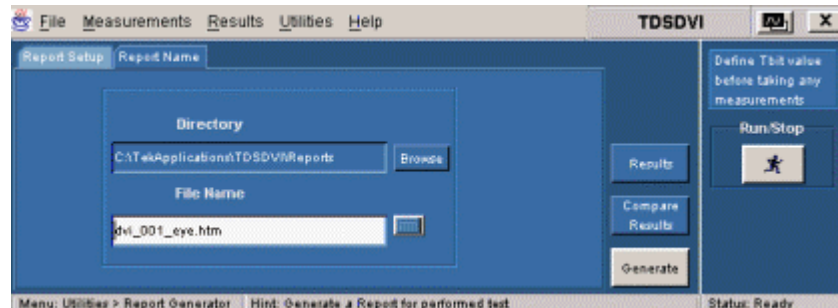 File Measurements Results Utilities Help TDSDVI X
Report Setup Report Name
Define Tbit value
before taking any
measurements
Run/Stop
Directory
C:\TekApplications\TDSDVI\Reports Browse
File Name
dvi_001_eye.htm
Results
Compare
Results
Generate
Menu: Utilities > Report Generator Hint: Generate a Report for performed test Status: Ready